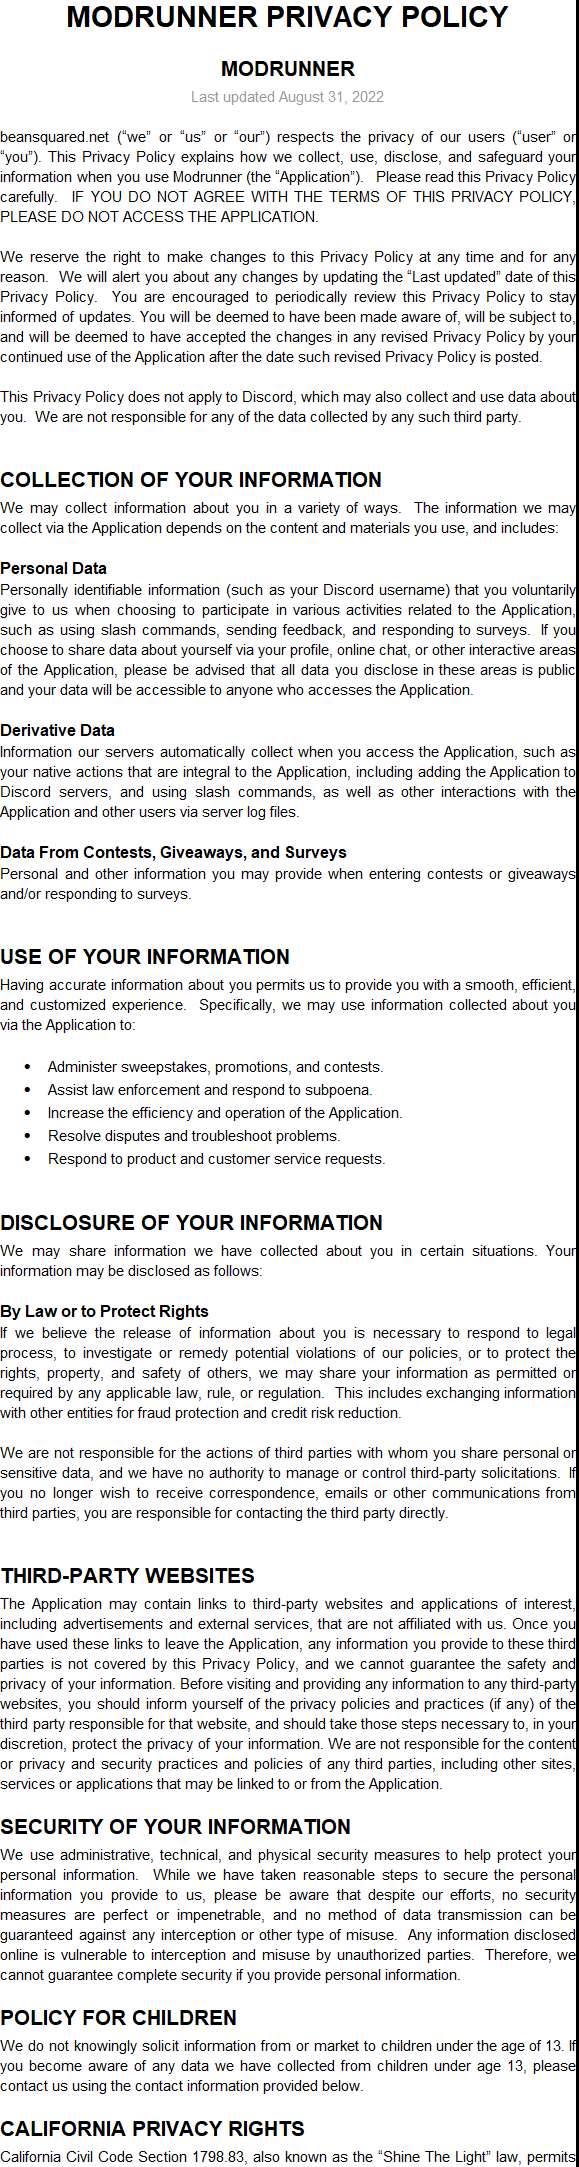 MODRUNNER PRIVACY POLICY
MODRUNNER
Last updated August 31, 2022
beansquared.net (“we” or “us” or “our”) respects the privacy of our users (“user” or
“you”). This Privacy Policy explains how we collect, use, disclose, and safeguard your
information when you use Modrunner (the “Application”). Please read this Privacy Policy
carefully. IF YOU DO NOT AGREE WITH THE TERMS OF THIS PRIVACY POLICY,
PLEASE DO NOT ACCESS THE APPLICATION.
We reserve the right to make changes to this Privacy Policy at any time and for any
reason. We will alert you about any changes by updating the “Last updated” date of this
Privacy Policy. You are encouraged to periodically review this Privacy Policy to stay
informed of updates. You will be deemed to have been made aware of, will be subject to,
and will be deemed to have accepted the changes in any revised Privacy Policy by your
continued use of the Application after the date such revised Privacy Policy is posted.
This Privacy Policy does not apply to Discord, which may also collect and use data about
you. We are not responsible for any of the data collected by any such third party.
COLLECTION OF YOUR INFORMATION
We may collect information about you in a variety of ways. The information we may
collect via the Application depends on the content and materials you use, and includes:
Personal Data
Personally identifiable information (such as your Discord username) that you voluntarily
give to us when choosing to participate in various activities related to the Application,
such as using slash commands, sending feedback, and responding to surveys. If you
choose to share data about yourself via your profile, online chat, or other interactive areas
of the Application, please be advised that all data you disclose in these areas is public
and your data will be accessible to anyone who accesses the Application.
Derivative Data
Information our servers automatically collect when you access the Application, such as
your native actions that are integral to the Application, including adding the Application to
Discord servers, and using slash commands, as well as other interactions with the
Application and other users via server log files.
Data From Contests, Giveaways, and Surveys
Personal and other information you may provide when entering contests or giveaways
and/or responding to surveys.
USE OF YOUR INFORMATION
Having accurate information about you permits us to provide you with a smooth, efficient,
and customized experience. Specifically, we may use information collected about you
via the Application to:
• Administer sweepstakes, promotions, and contests.
• Assist law enforcement and respond to subpoena.
• Increase the efficiency and operation of the Application.
• Resolve disputes and troubleshoot problems.
• Respond to product and customer service requests.
DISCLOSURE OF YOUR INFORMATION
We may share information we have collected about you in certain situations. Your
information may be disclosed as follows:
By Law or to Protect Rights
If we believe the release of information about you is necessary to respond to legal
process, to investigate or remedy potential violations of our policies, or to protect the
rights, property, and safety of others, we may share your information as permitted or
required by any applicable law, rule, or regulation. This includes exchanging information
with other entities for fraud protection and credit risk reduction.
We are not responsible for the actions of third parties with whom you share personal or
sensitive data, and we have no authority to manage or control third-party solicitations. If
you no longer wish to receive correspondence, emails or other communications from
third parties, you are responsible for contacting the third party directly.
THIRD-PARTY WEBSITES
The Application may contain links to third-party websites and applications of interest,
including advertisements and external services, that are not affiliated with us. Once you
have used these links to leave the Application, any information you provide to these third
parties is not covered by this Privacy Policy, and we cannot guarantee the safety and
privacy of your information. Before visiting and providing any information to any third-party
websites, you should inform yourself of the privacy policies and practices (if any) of the
third party responsible for that website, and should take those steps necessary to, in your
discretion, protect the privacy of your information. We are not responsible for the content
or privacy and security practices and policies of any third parties, including other sites,
services or applications that may be linked to or from the Application.
SECURITY OF YOUR INFORMATION
We use administrative, technical, and physical security measures to help protect your
personal information. While we have taken reasonable steps to secure the personal
information you provide to us, please be aware that despite our efforts, no security
measures are perfect or impenetrable, and no method of data transmission can be
guaranteed against any interception or other type of misuse. Any information disclosed
online is vulnerable to interception and misuse by unauthorized parties. Therefore, we
cannot guarantee complete security if you provide personal information.
POLICY FOR CHILDREN
We do not knowingly solicit information from or market to children under the age of 13. If
you become aware of any data we have collected from children under age 13, please
contact us using the contact information provided below.
CALIFORNIA PRIVACY RIGHTS
California Civil Code Section 1798.83, also known as the “Shine The Light” law, permits